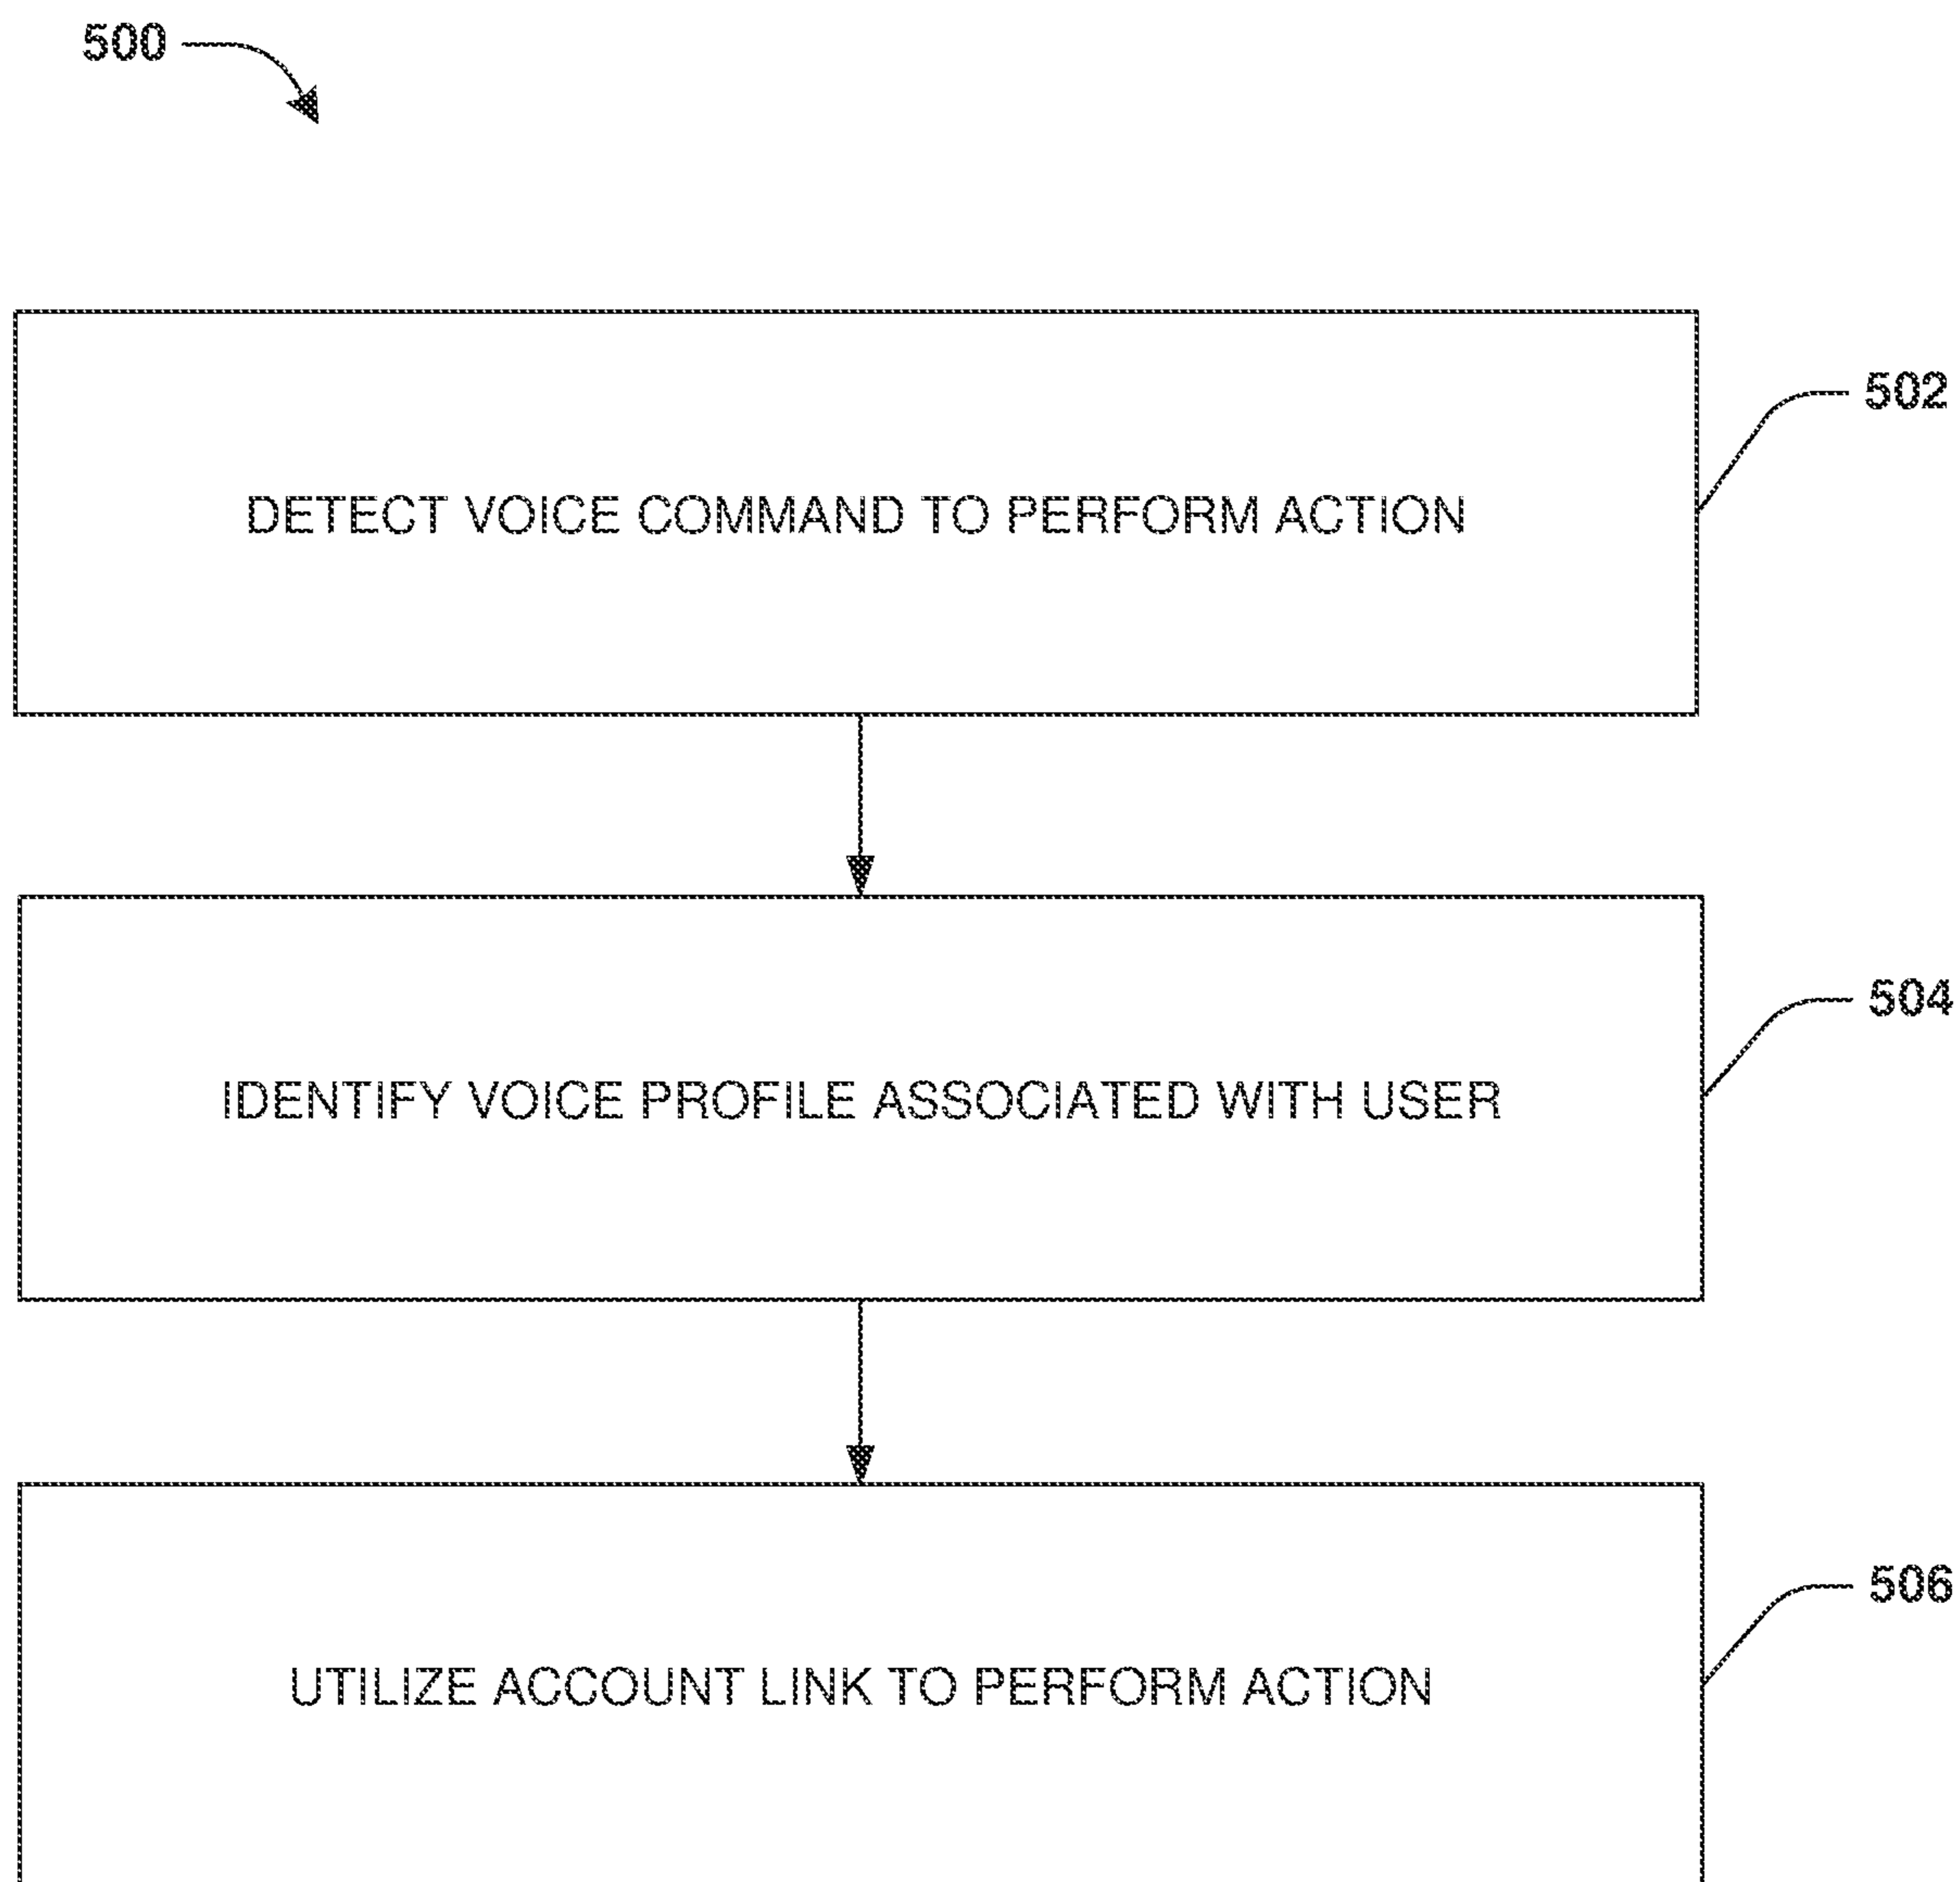 500
DETECT VOICE COMMAND TO PERFORM ACTION
502
IDENTIFY VOICE PROFILE ASSOCIATED WITH USER
504
UTILIZE ACCOUNT LINK TO PERFORM ACTION
506